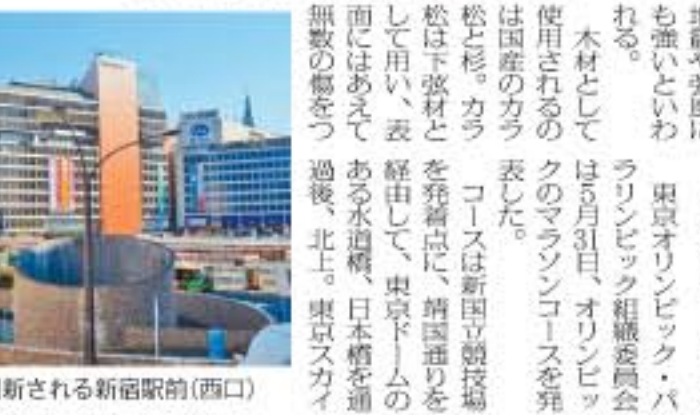 も強いといわ
れる。
木材として
使用されるの
は国産のカラ
松と杉。カラ
松は下弦材と
して用い、表
面にはあえて
無数の傷をつ
東京オリンピック・パ
ラリンピック組織委員会
は5月31日、オリンピッ
クのマラソンコースを発
表した。
コースは新国立競技場
を発着点に、靖国通りを
経由して、東京ドームの
ある水道橋、日本橋を通
過後、北上。東京スカイ
新される新宿駅前(西口)